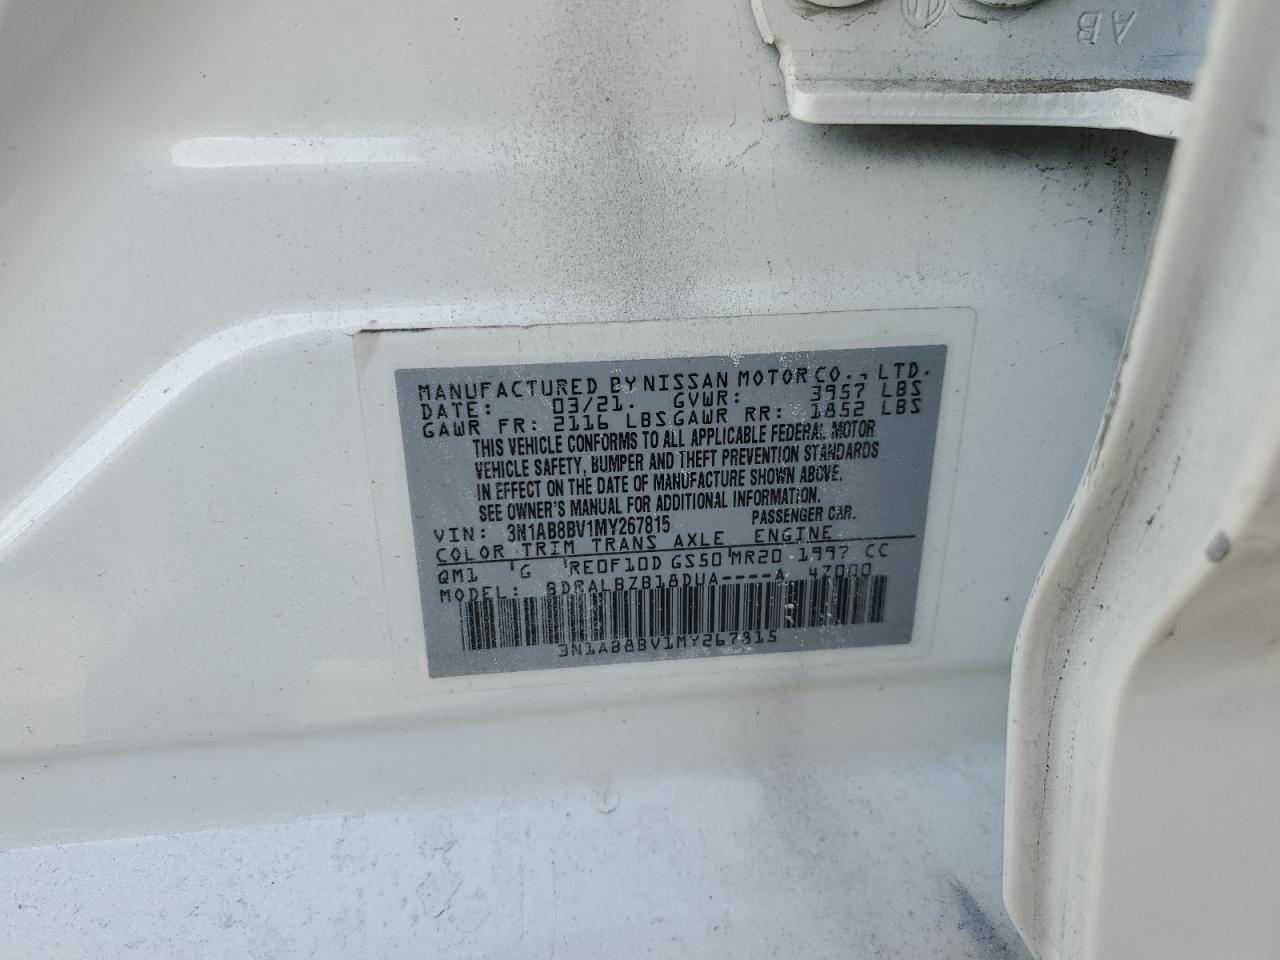 AB
MANUFACTURED BY NISSAN MOTOR CO., LTD.
DATE: 03/21. GVWR: 3957 LBS
GAWR FR: 2116 LBS GAWR RR: 1852 LBS
THIS VEHICLE CONFORMS TO ALL APPLICABLE FEDERAL MOTOR
VEHICLE SAFETY, BUMPER AND THEFT PREVENTION STANDARDS
IN EFFECT ON THE DATE OF MANUFACTURE SHOWN ABOVE.
SEE OWNER'S MANUAL FOR ADDITIONAL INFORMATION.
VIN: 3N1AB8BV1MY267815 PASSENGER CAR.
COLOR TRIM TRANS AXLE ENGINE
QM1 G RE0F10D GS50 MR20 1997 CC
MODEL: BDRALBZB18DUA----A 47000
3N1AB8BV1MY267815